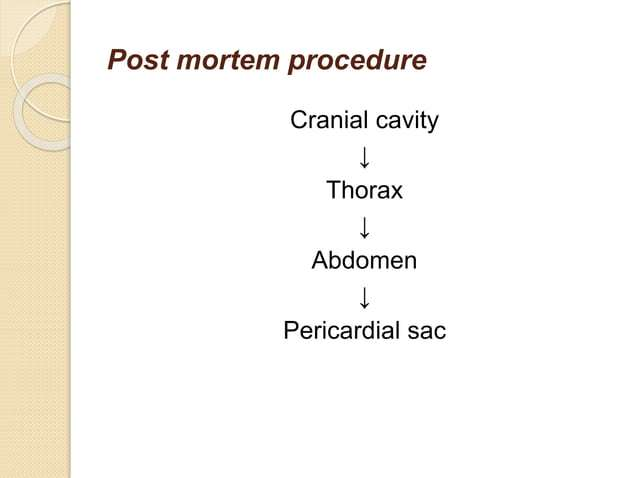 Post mortem procedure
Cranial cavity
↓
Thorax
↓
Abdomen
↓
Pericardial sac